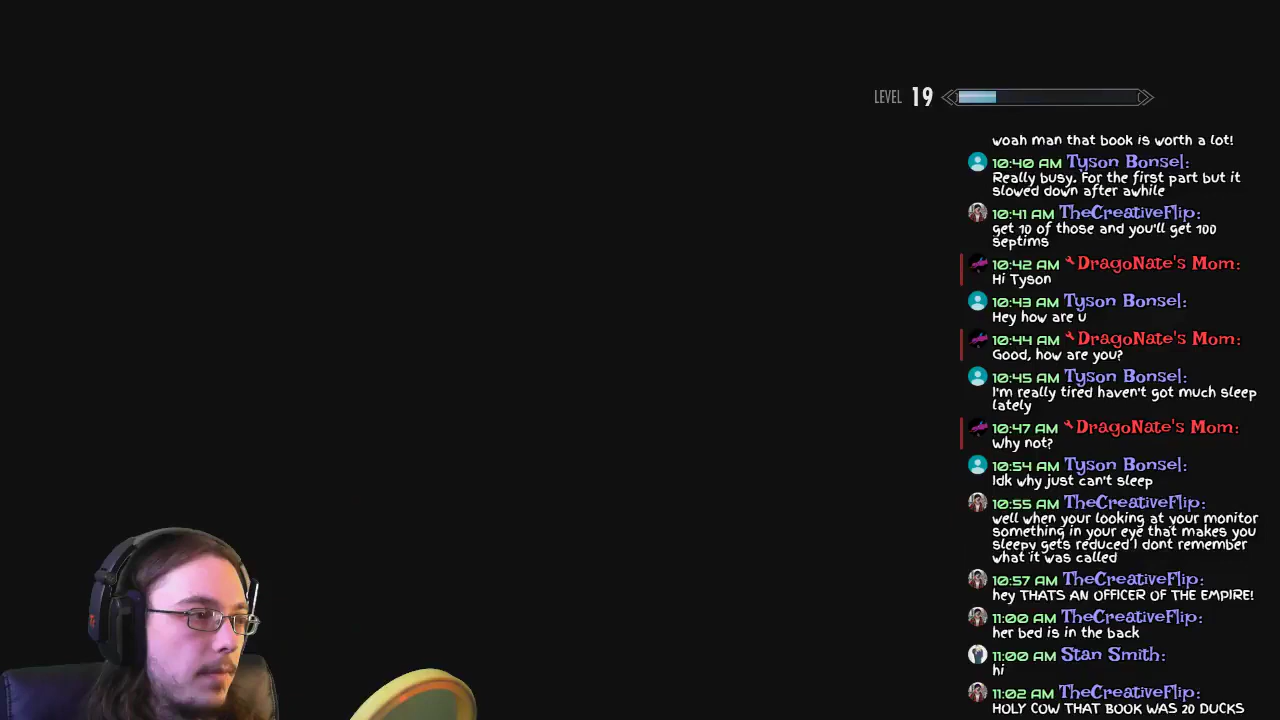 LEVEL 19
woah man that book is worth a lot!
10:40 AM Tyson Bonsel:
Really busy. For the first part but it
slowed down after awhile
10:41 AM TheCreativeFlip:
get 10 of those and you'll get 100
septims
10:42 AM DragoNate's Mom:
Hi Tyson
10:43 AM Tyson Bonsel:
Hey how are u
10:44 AM DragoNate's Mom:
Good, how are you?
10:45 AM Tyson Bonsel:
I'm really tired haven't got much sleep
lately
10:47 AM DragoNate's Mom:
Why not?
10:54 AM Tyson Bonsel:
Idk why just can't sleep
10:55 AM TheCreativeFlip:
well when your looking at your monitor
something in your eye that makes you
sleepy gets reduced I dont remember
what it was called
10:57 AM TheCreativeFlip:
hey THATS AN OFFICER OF THE EMPIRE!
11:00 AM TheCreativeFlip:
her bed is in the back
11:00 AM Stan Smith:
hi
11:02 AM TheCreativeFlip:
HOLY COW THAT BOOK WAS 20 DUCKS